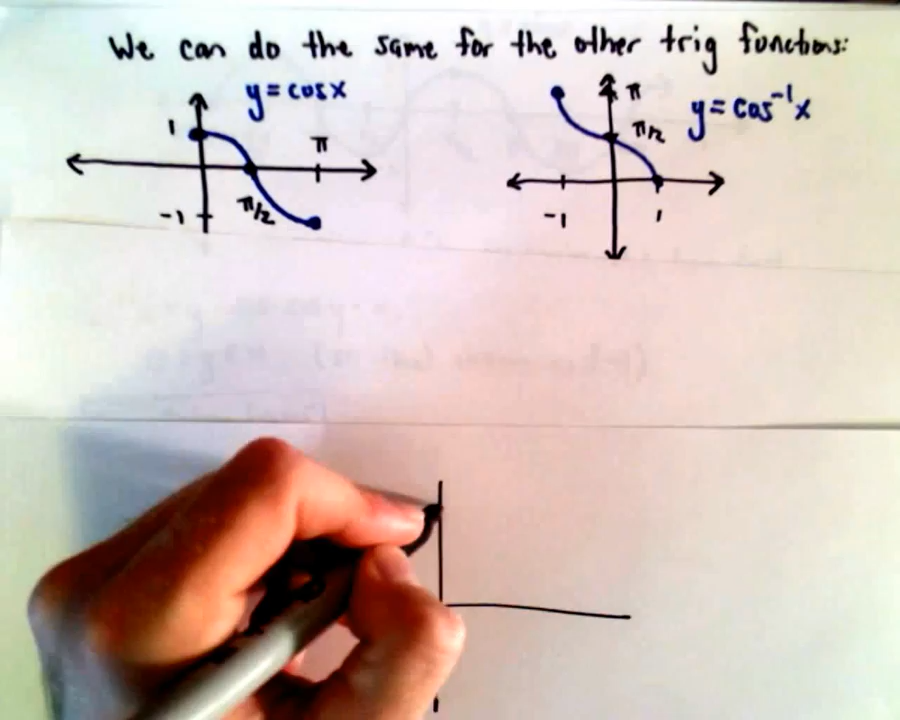 We can do the same for the other trig functions:
y = cos x
1
π
π/2
-1
π
y = cos⁻¹x
π/2
-1
1